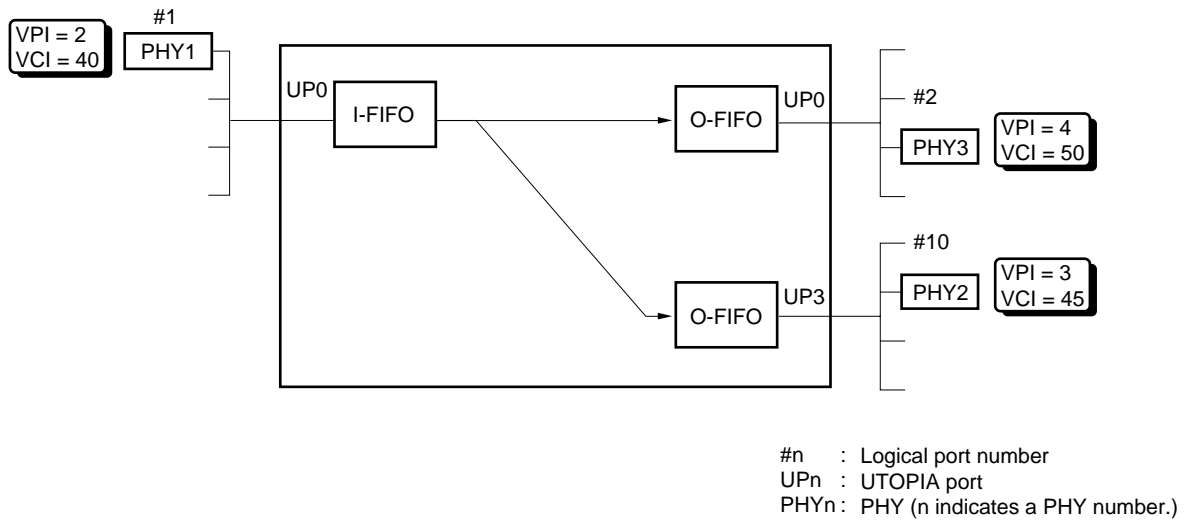 #1
VPI = 2
VCI = 40
PHY1
UP0
I-FIFO
O-FIFO
UP0
#2
PHY3
VPI = 4
VCI = 50
#10
O-FIFO
UP3
PHY2
VPI = 3
VCI = 45
#n : Logical port number
UPn : UTOPIA port
PHYn : PHY (n indicates a PHY number.)